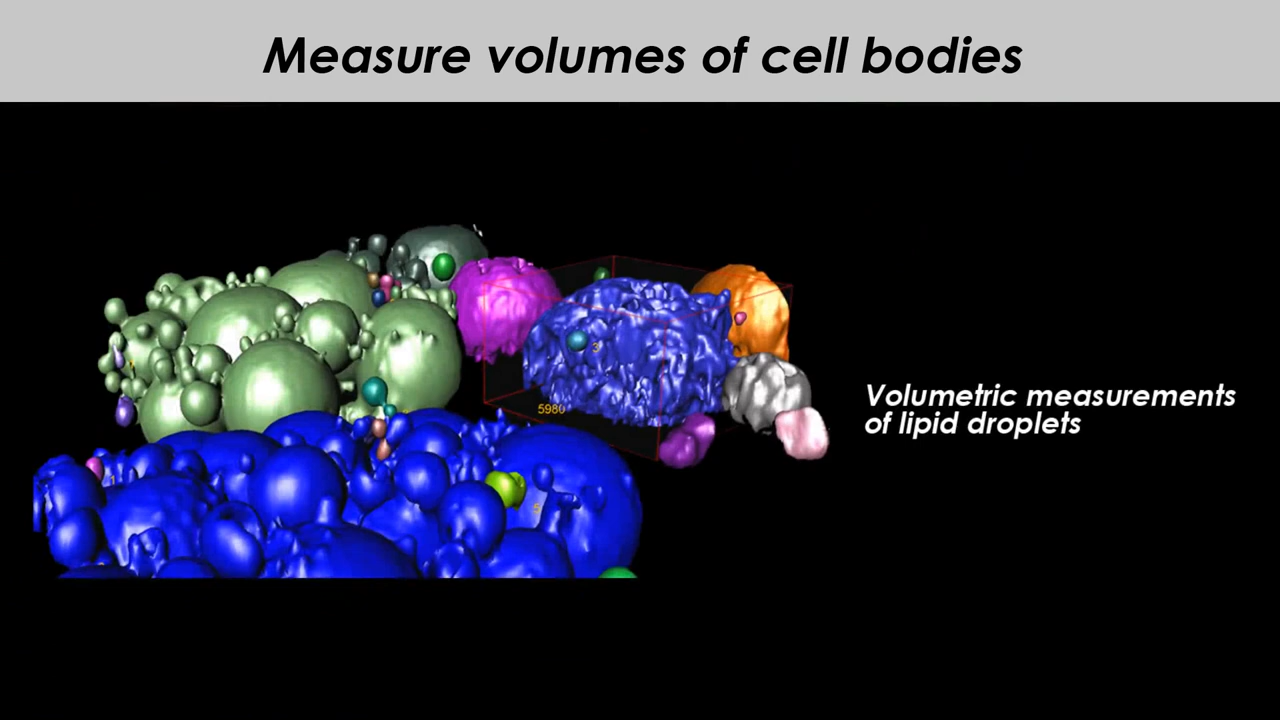 Measure volumes of cell bodies
5980
Volumetric measurements
of lipid droplets